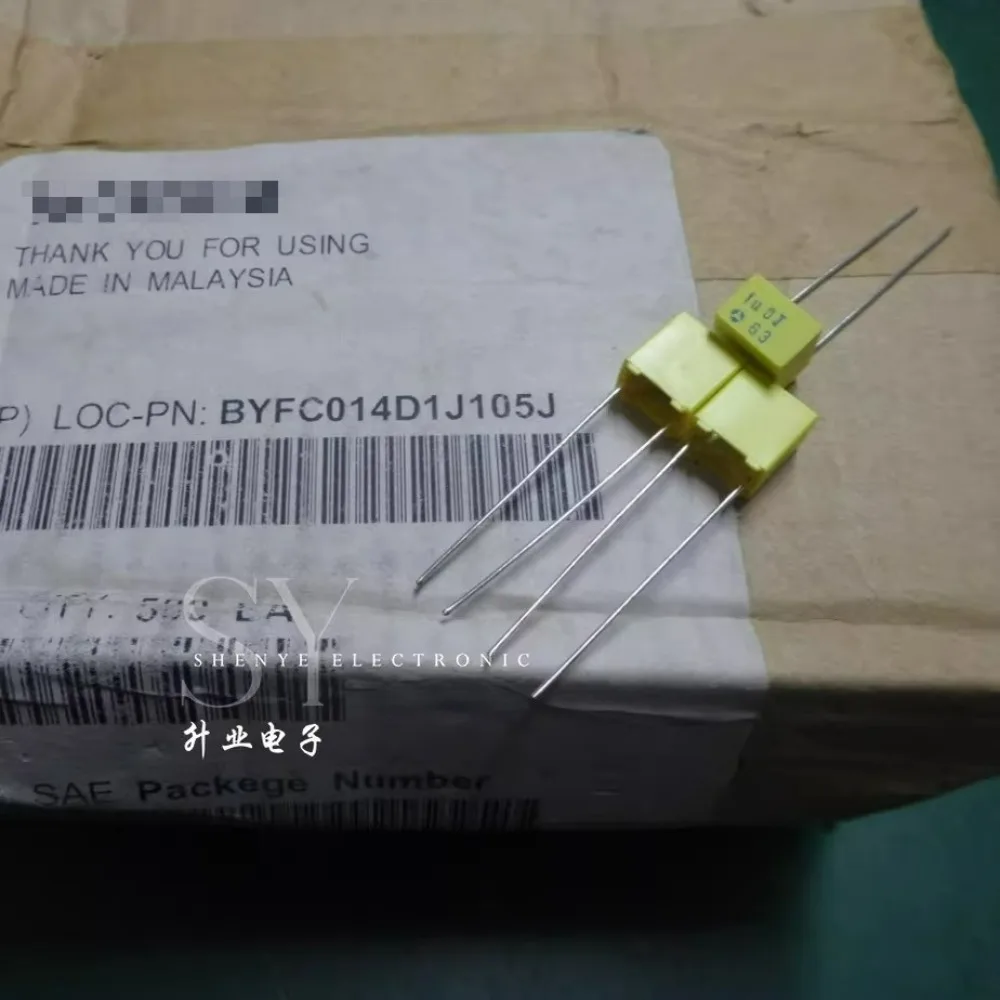 THANK YOU FOR USING
MADE IN MALAYSIA
1u0J
63
P) LOC-PN: BYFC014D1J105J
SY
SHENYE ELECTRONIC
升业电子
SAE Packege Number